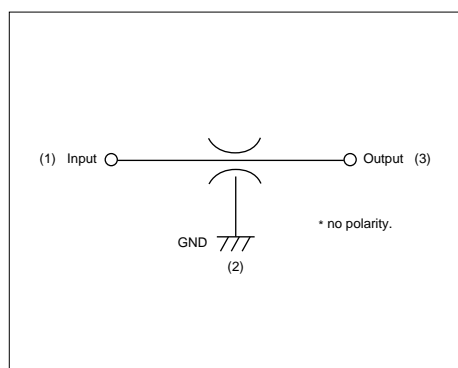 (1) Input Output (3)
* no polarity.
GND
(2)